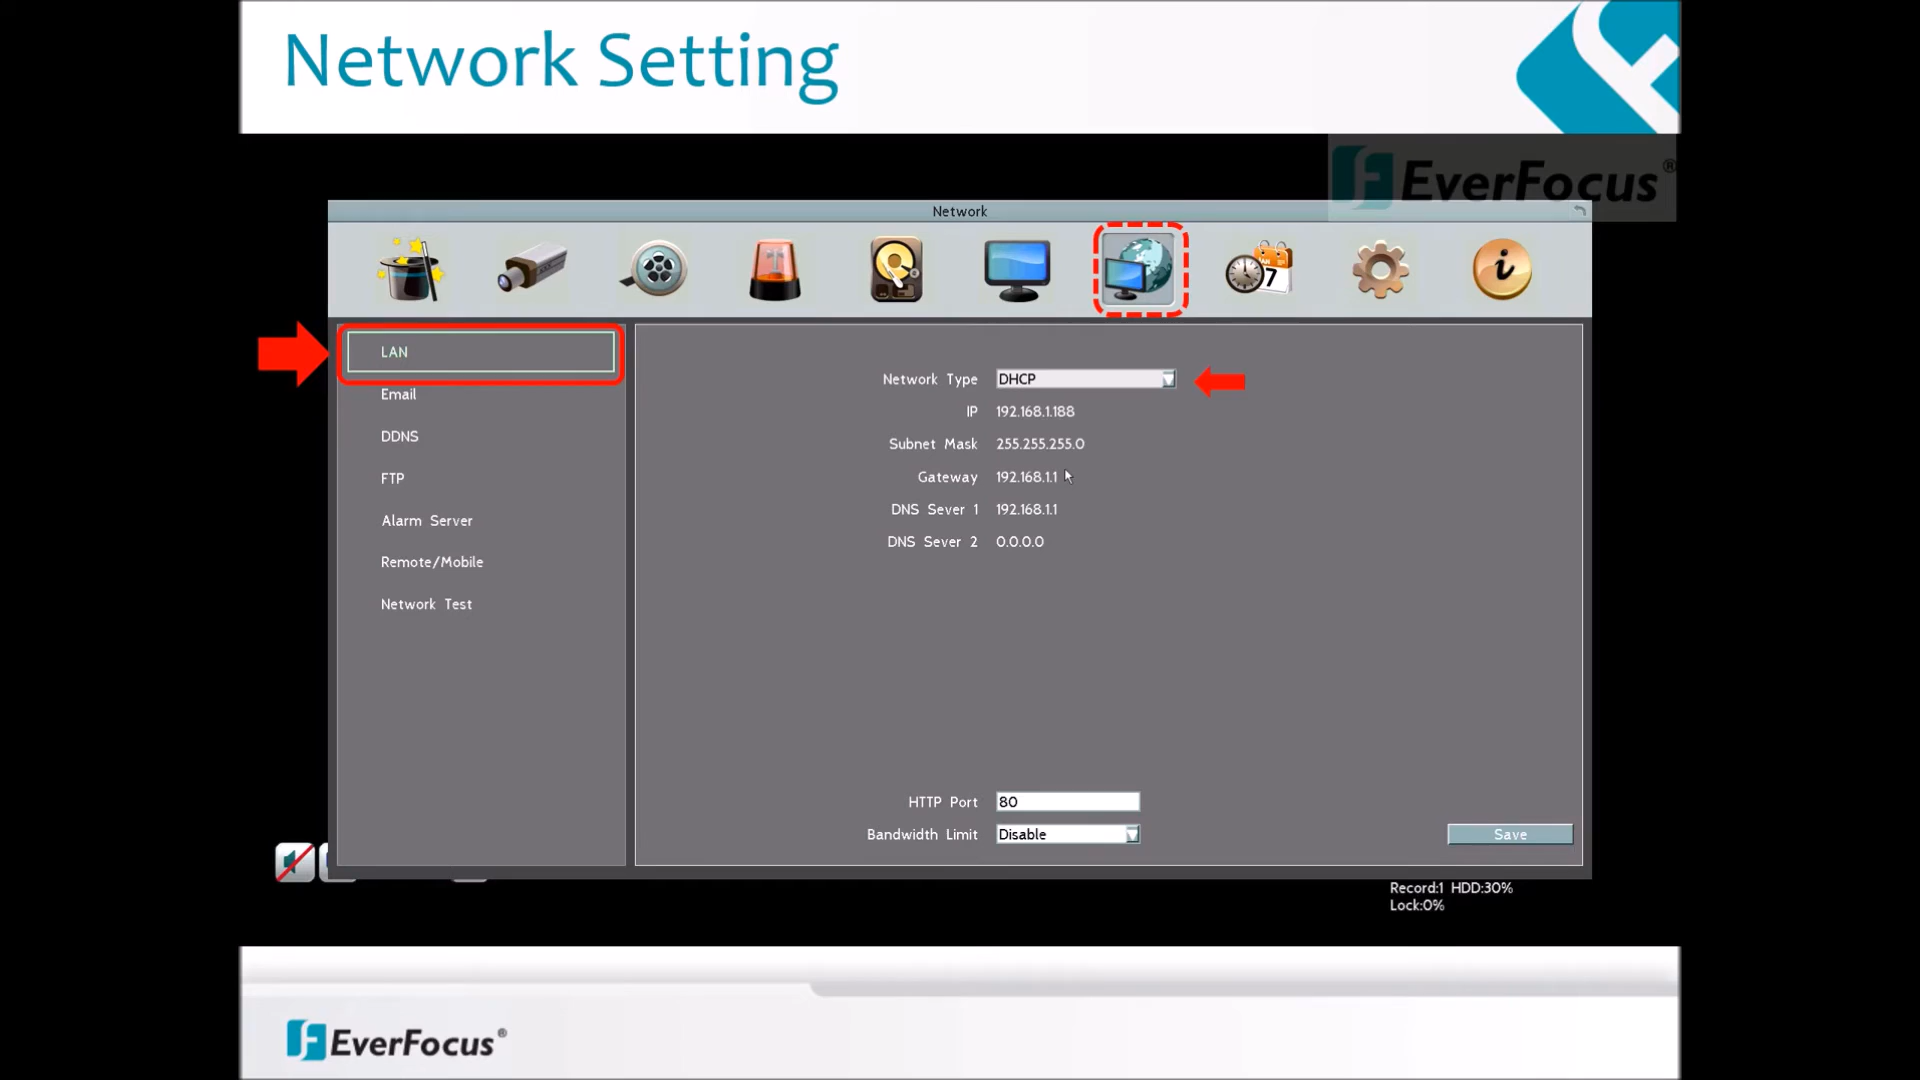 Network Setting
EverFocus®
Network
7
LAN
Email
DDNS
FTP
Alarm Server
Remote/Mobile
Network Test
Network Type DHCP
IP 192.168.1.188
Subnet Mask 255.255.255.0
Gateway 192.168.1.1
DNS Sever 1 192.168.1.1
DNS Sever 2 0.0.0.0
HTTP Port 80
Bandwidth Limit Disable
Save
Record:1 HDD:30%
Lock:0%
EverFocus®